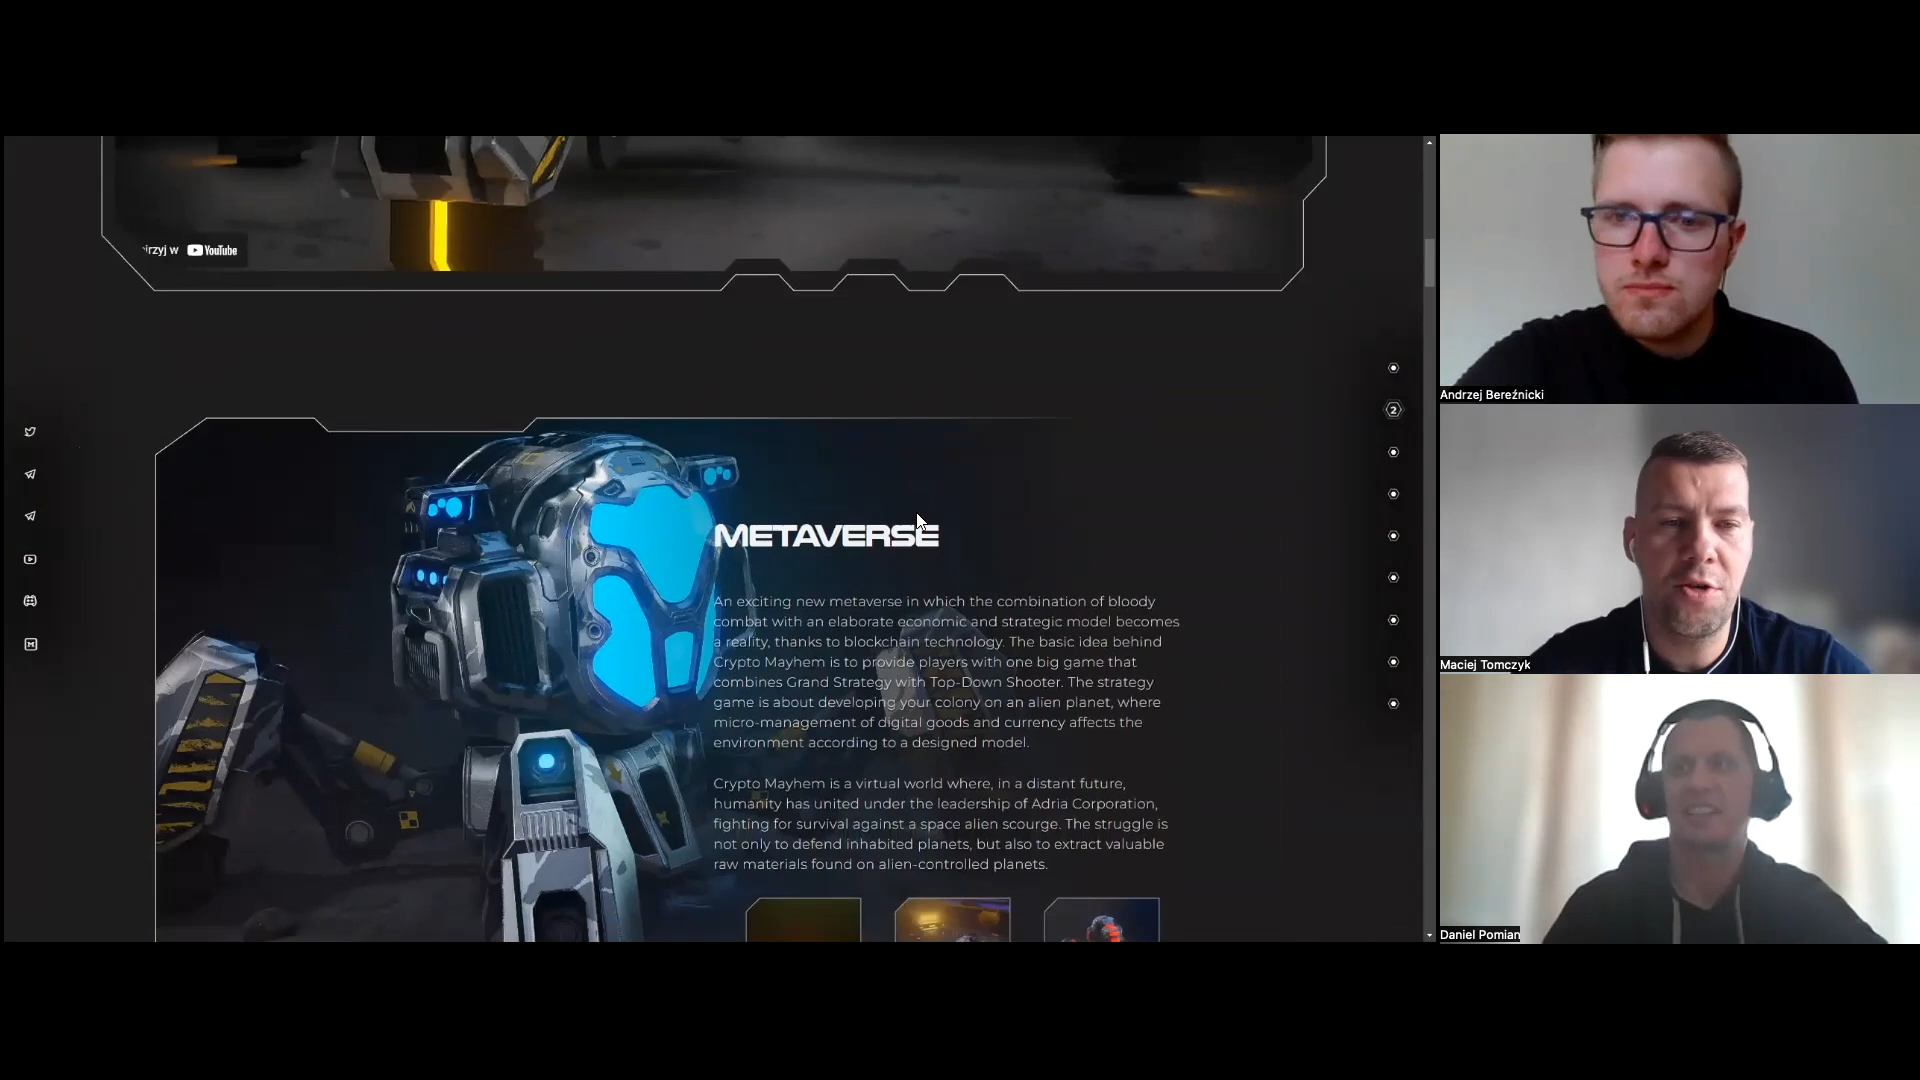 YouTube
2
METAVERSE
An exciting new metaverse in which the combination of bloody
combat with an elaborate economic and strategic model becomes
a reality, thanks to blockchain technology. The basic idea behind
Crypto Mayhem is to provide players with one big game that
combines Grand Strategy with Top-Down Shooter. The strategy
game is about developing your colony on an alien planet, where
micro-management of digital goods and currency affects the
environment according to a designed model.
Crypto Mayhem is a virtual world where, in a distant future,
humanity has united under the leadership of Adria Corporation,
fighting for survival against a space alien scourge. The struggle is
not only to defend inhabited planets, but also to extract valuable
raw materials found on alien-controlled planets.
Andrzej Bereźnicki
Maciej Tomczyk
Daniel Pomian